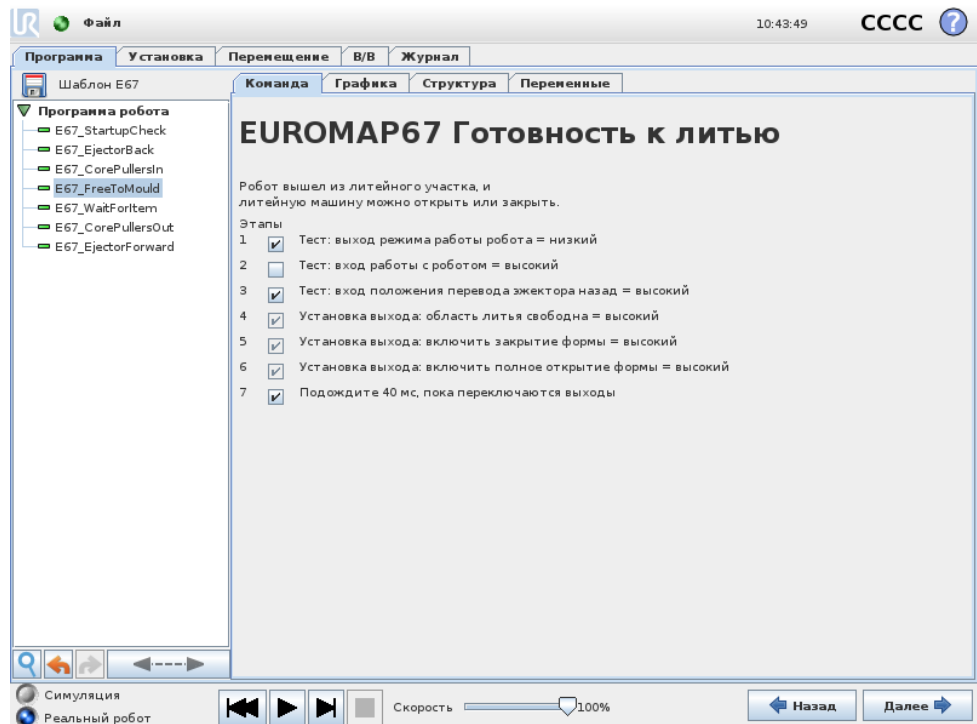 Файл
10:43:49
CCCC
?
Программа Установка Перемещение В/В Журнал
Шаблон E67
Команда Графика Структура Переменные
Программа робота
E67_StartupCheck
E67_EjectorBack
E67_CorePullersIn
E67_FreeToMould
E67_WaitForItem
E67_CorePullersOut
E67_EjectorForward
EUROMAP67 Готовность к литью
Робот вышел из литейного участка, и
литейную машину можно открыть или закрыть.
Этапы
1 Тест: выход режима работы робота = низкий
2 Тест: вход работы с роботом = высокий
3 Тест: вход положения перевода эжектора назад = высокий
4 Установка выхода: область литья свободна = высокий
5 Установка выхода: включить закрытие формы = высокий
6 Установка выхода: включить полное открытие формы = высокий
7 Подождите 40 мс, пока переключаются выходы
Симуляция
Реальный робот
Скорость 100%
Назад
Далее